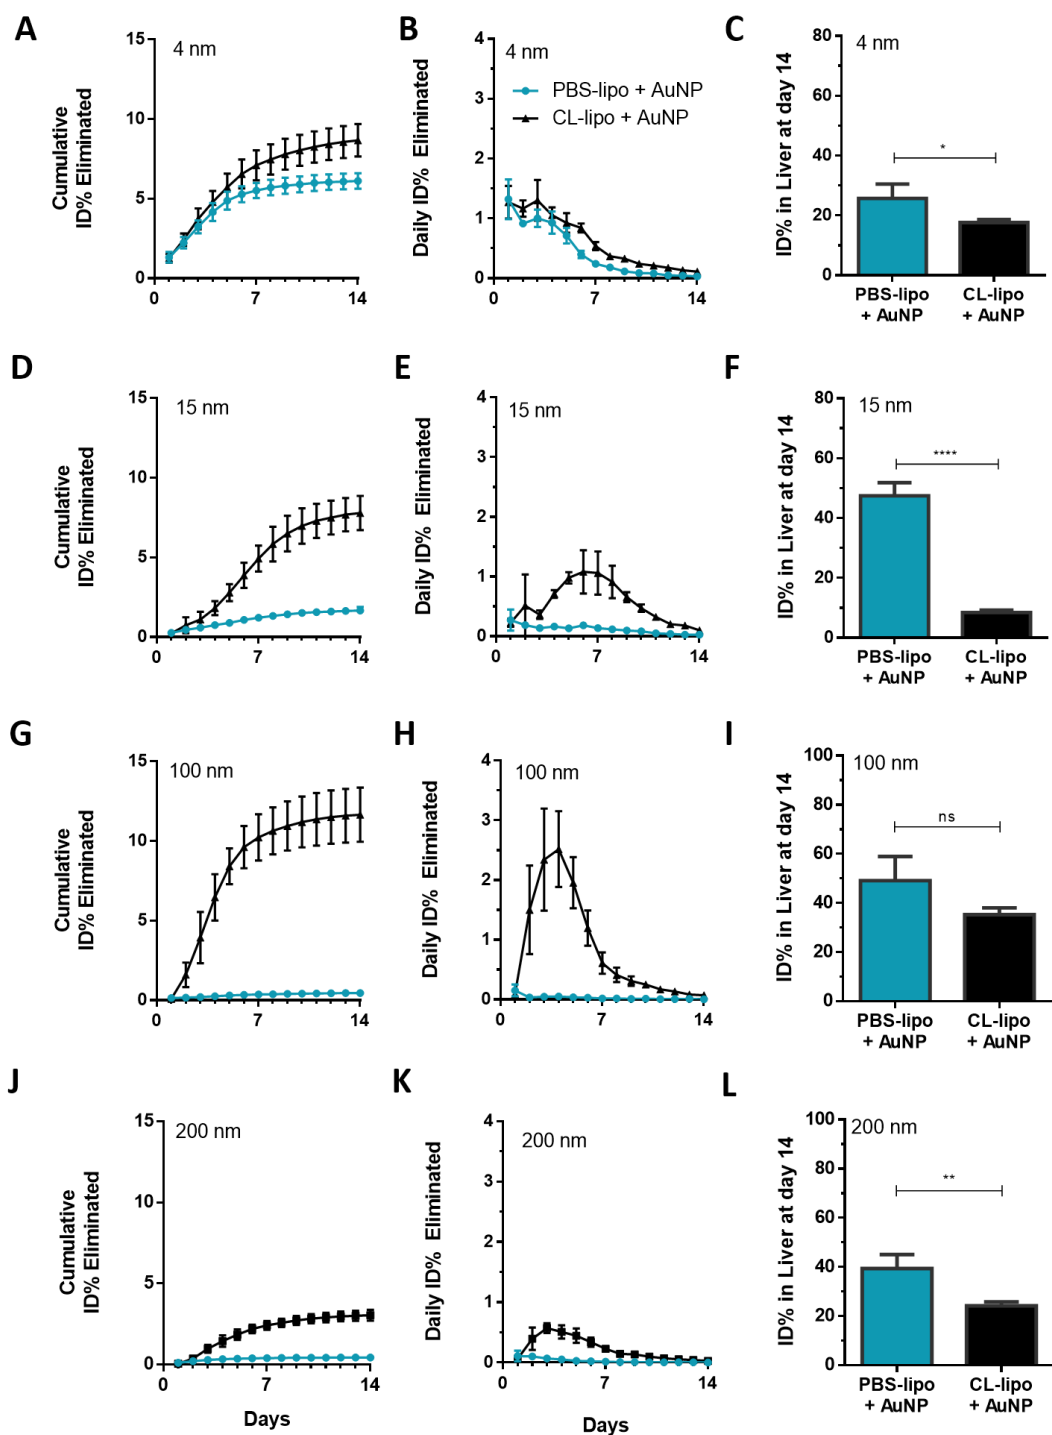 A
Cumulative
ID% Eliminated
15
10
5
0
4 nm
0
7
14
B
Daily ID% Eliminated
4
3
2
1
0
4 nm
PBS-lipo + AuNP
CL-lipo + AuNP
0
7
14
C
ID% in Liver at day 14
80
60
40
20
0
4 nm
*
PBS-lipo
+ AuNP
CL-lipo
+ AuNP
D
Cumulative
ID% Eliminated
15
10
5
0
15 nm
0
7
14
E
Daily ID% Eliminated
4
3
2
1
0
15 nm
0
7
14
F
ID% in Liver at day 14
80
60
40
20
0
15 nm
****
PBS-lipo
+ AuNP
CL-lipo
+ AuNP
G
Cumulative
ID% Eliminated
15
10
5
0
100 nm
0
7
14
H
Daily ID% Eliminated
4
3
2
1
0
100 nm
0
7
14
I
ID% in Liver at day 14
100
80
60
40
20
0
100 nm
ns
PBS-lipo
+ AuNP
CL-lipo
+ AuNP
J
Cumulative
ID% Eliminated
15
10
5
0
200 nm
0
7
14
Days
K
Daily ID% Eliminated
4
3
2
1
0
200 nm
0
7
14
Days
L
ID% in Liver at day 14
100
80
60
40
20
0
200 nm
**
PBS-lipo
+ AuNP
CL-lipo
+ AuNP